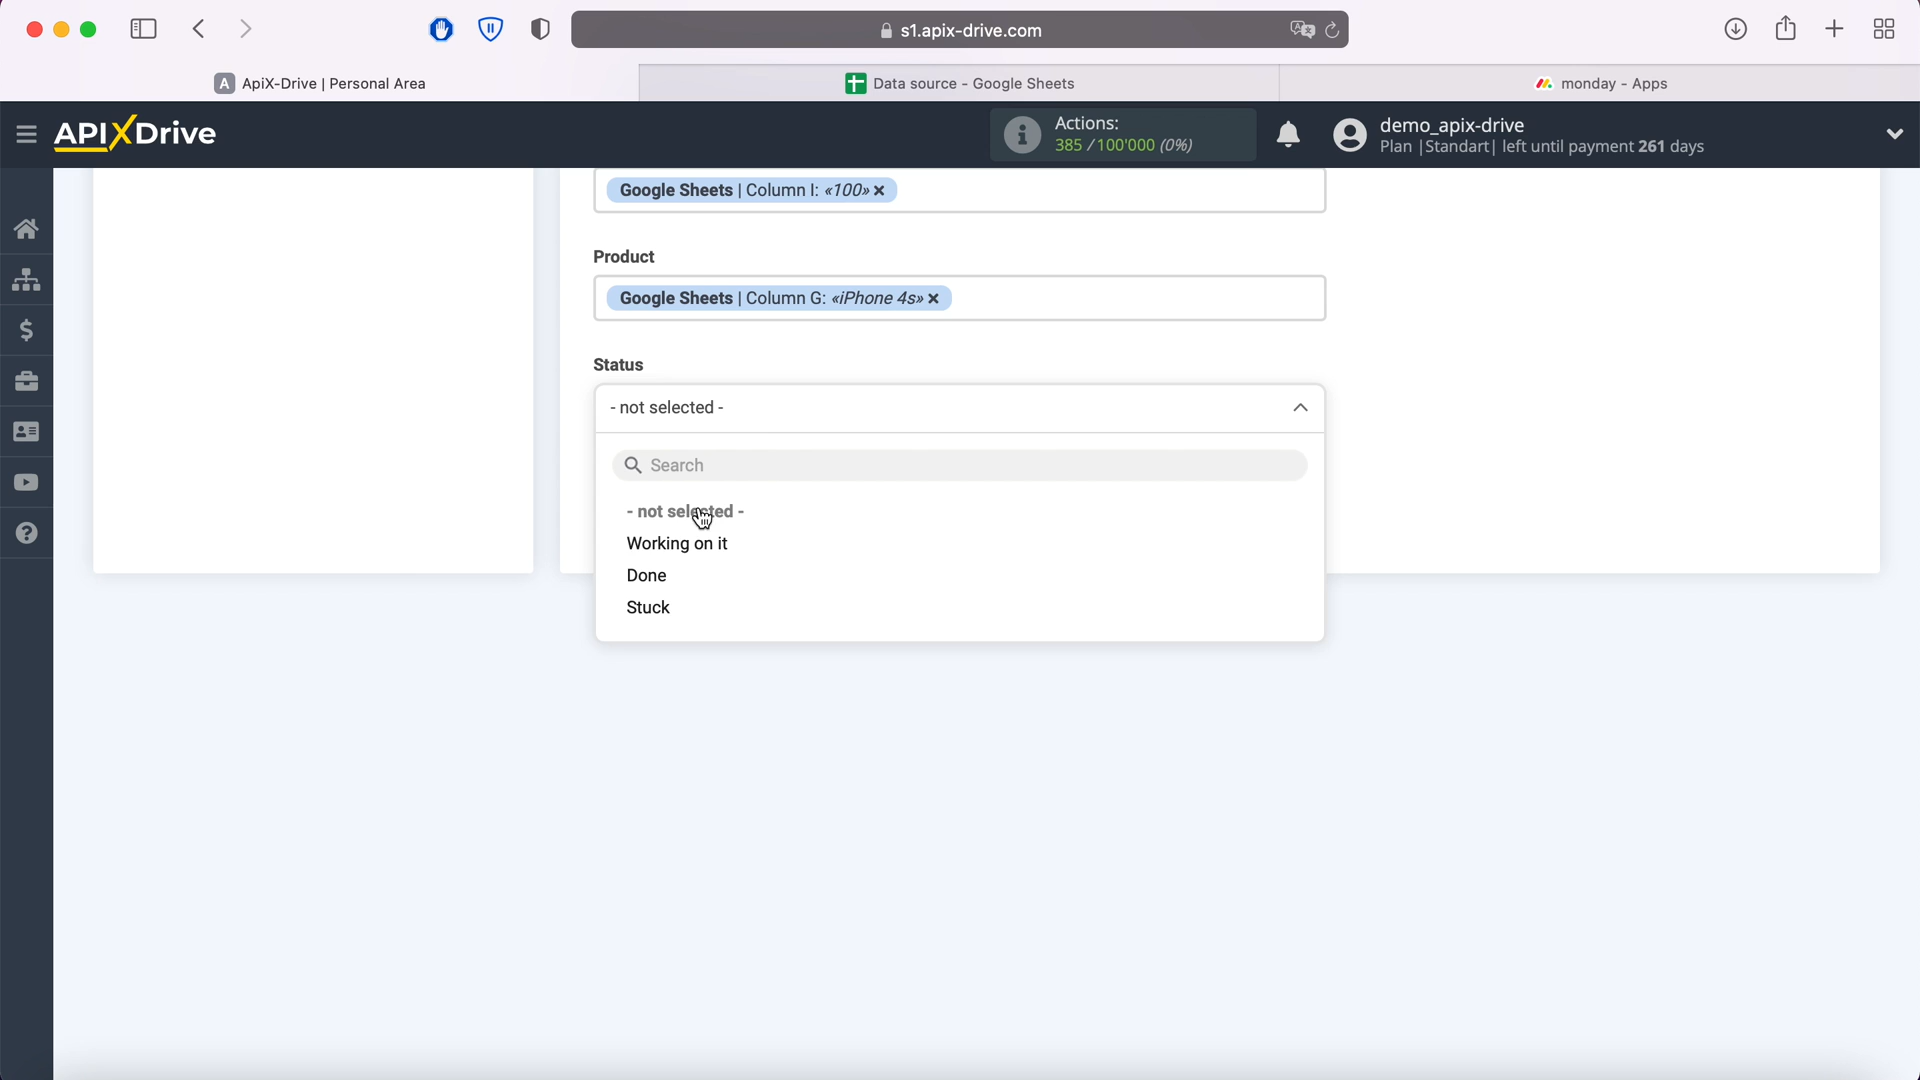 s1.apix-drive.com
A ApiX-Drive | Personal Area
Data source - Google Sheets
monday - Apps
APIXDrive
Actions:
385 / 100'000 (0%)
demo_apix-drive
Plan |Standart| left until payment 261 days
Google Sheets | Column I: «100» ×
Product
Google Sheets | Column G: «iPhone 4s» ×
Status
- not selected -
Search
- not selected -
Working on it
Done
Stuck